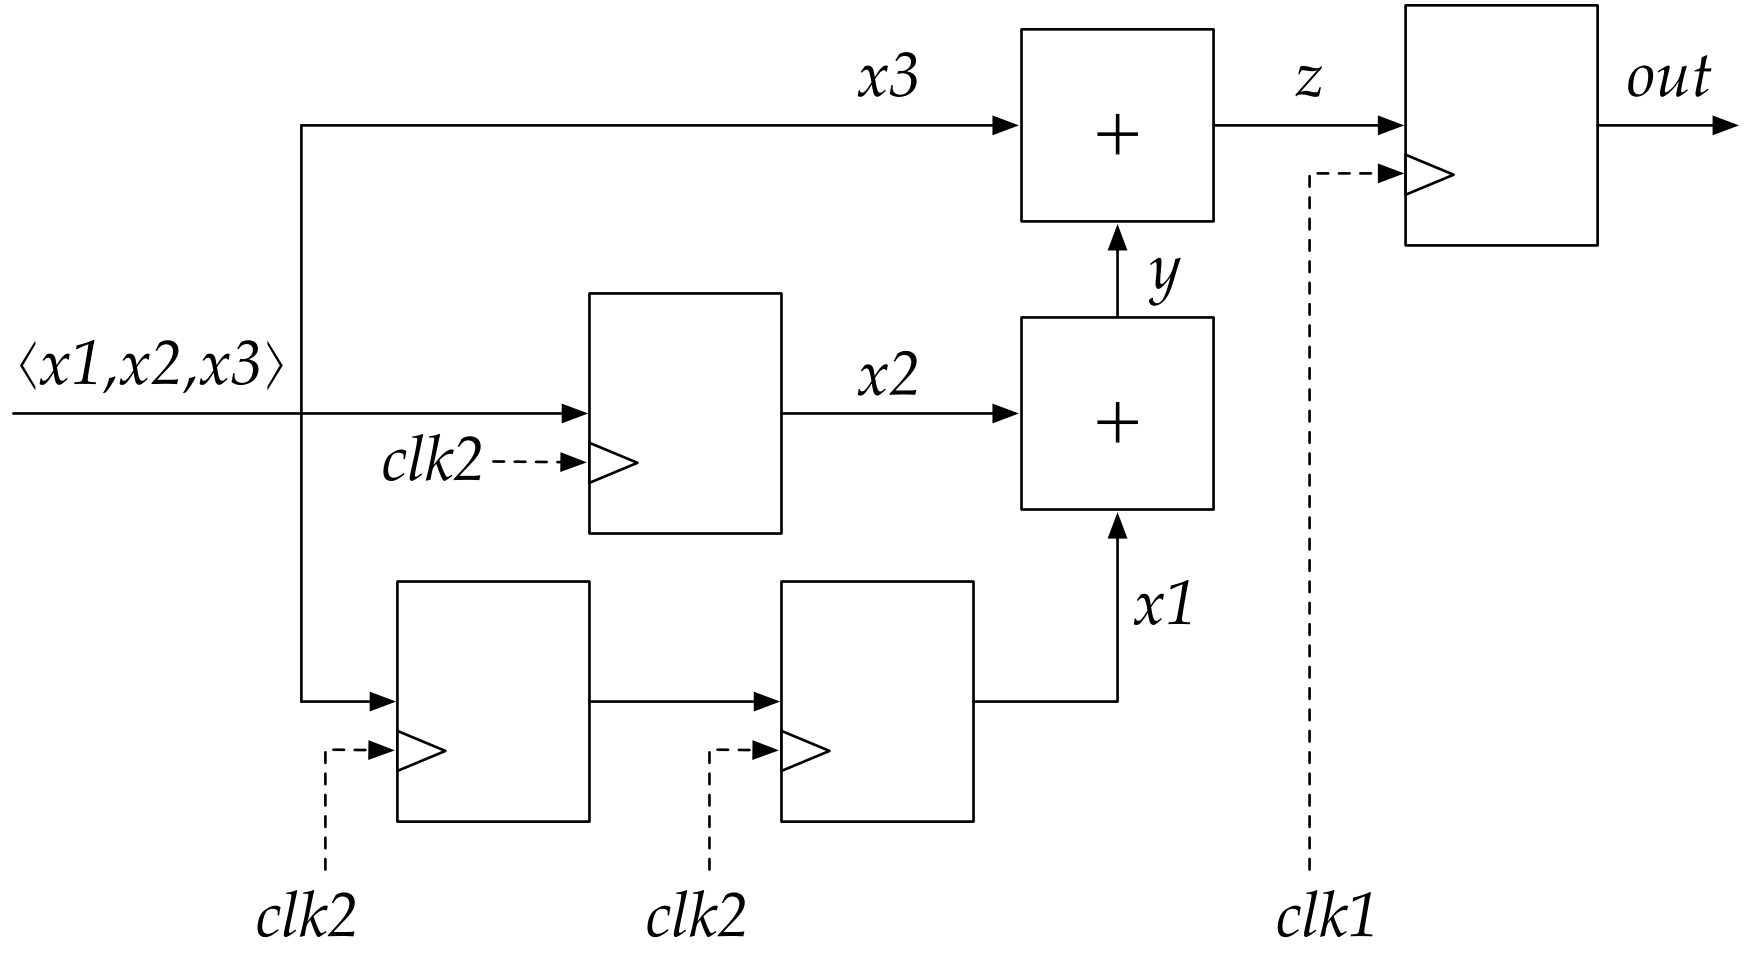 x3
+
z
out
y
⟨x1,x2,x3⟩
x2
+
clk2
x1
clk2
clk2
clk1